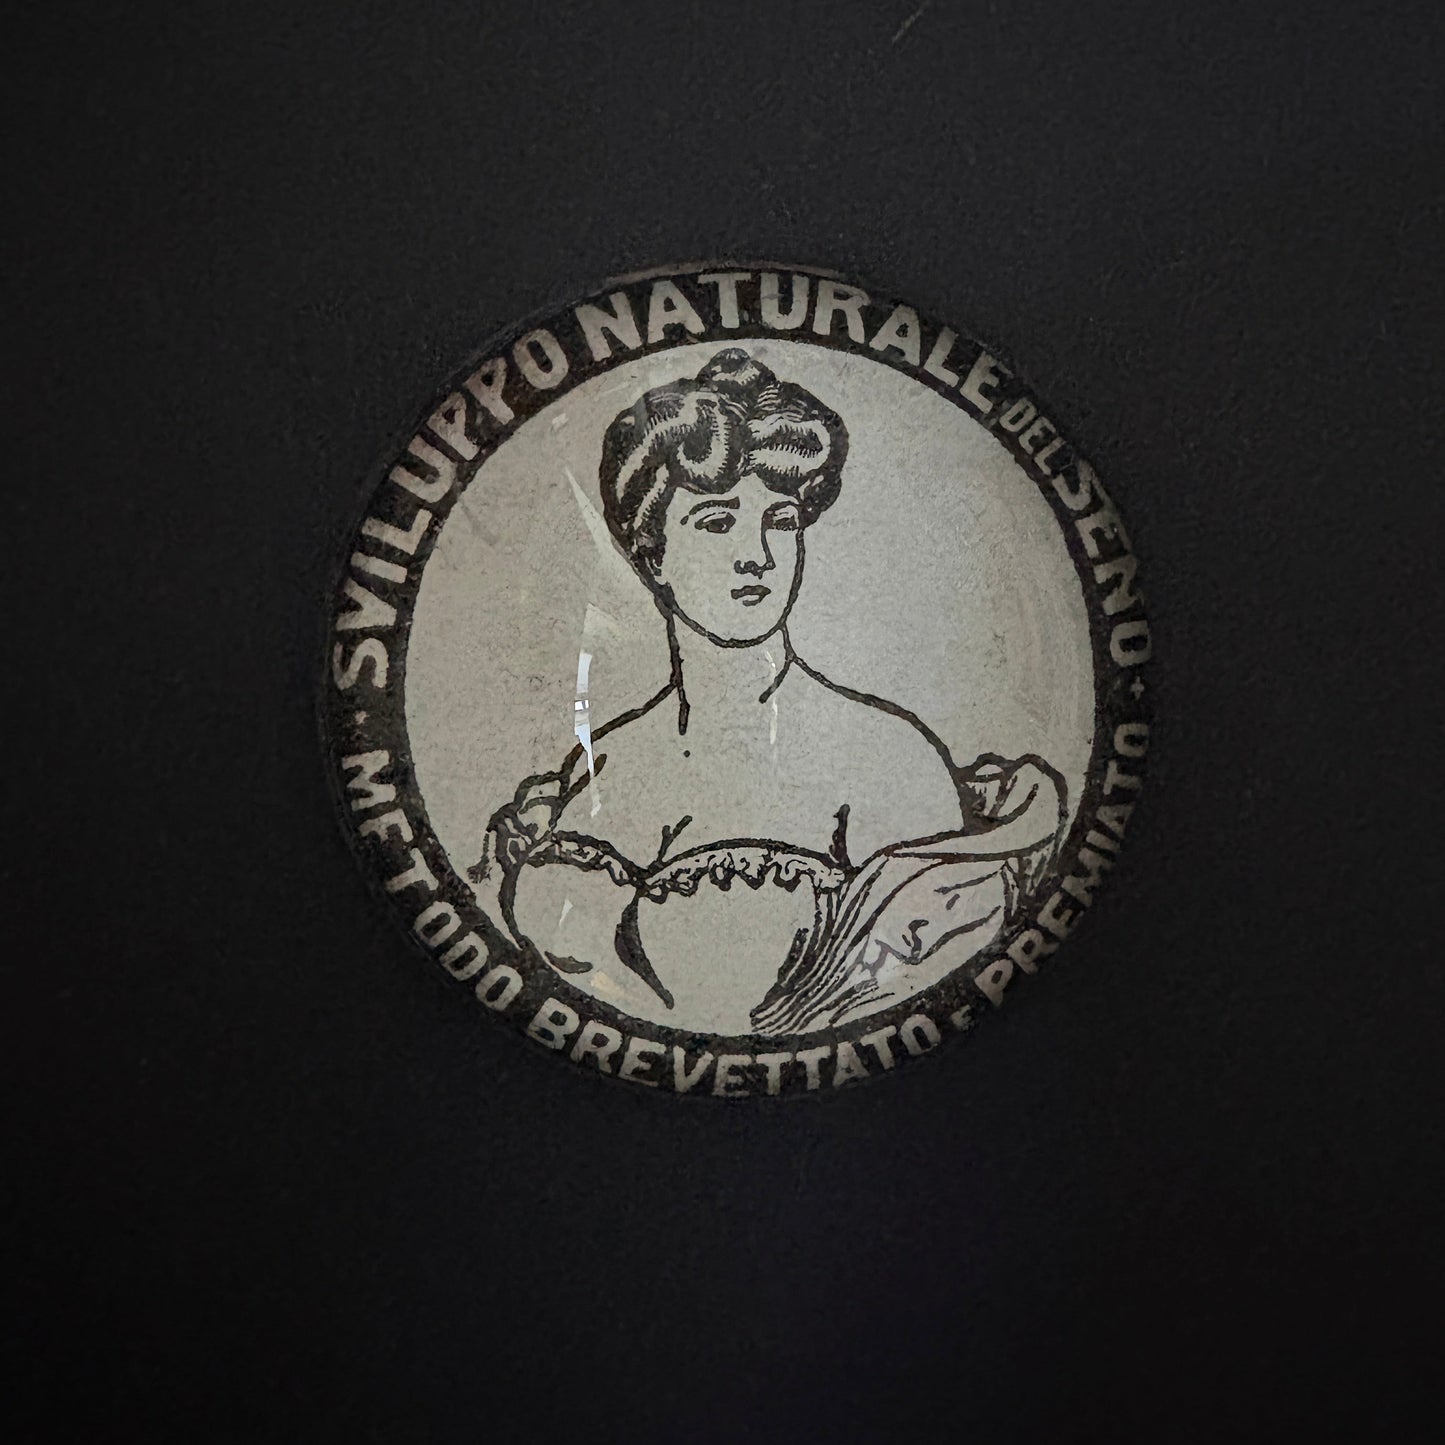 SVILUPPO NATURALE DEL SENO
METODO BREVETTATO E PREMIATO